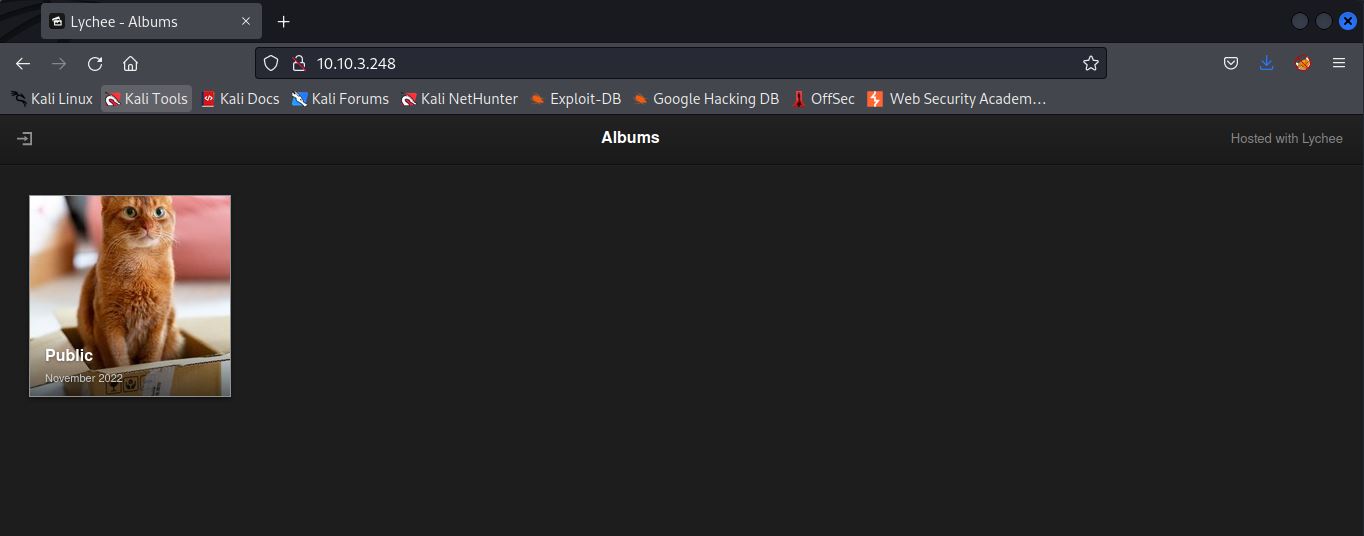 Lychee - Albums
10.10.3.248
Kali Linux Kali Tools Kali Docs Kali Forums Kali NetHunter Exploit-DB Google Hacking DB OffSec Web Security Academ…
Albums
Hosted with Lychee
Public
November 2022